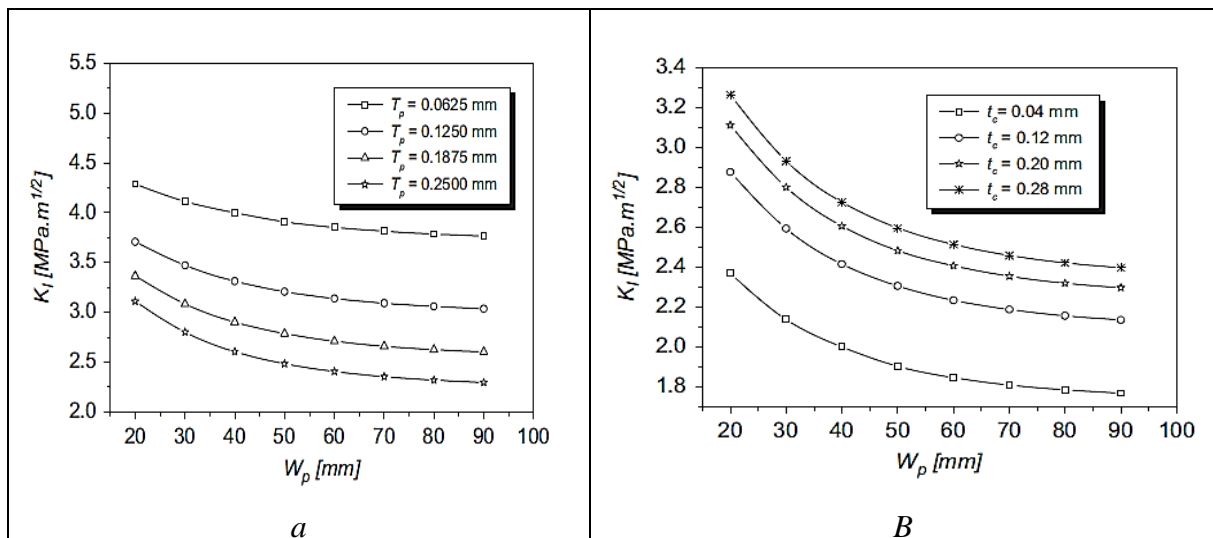 5.5
5.0
4.5
4.0
3.5
3.0
2.5
2.0
K_I [MPa.m^1/2]
T_p = 0.0625 mm
T_p = 0.1250 mm
T_p = 0.1875 mm
T_p = 0.2500 mm
20 30 40 50 60 70 80 90 100
W_p [mm]
a
3.4
3.2
3.0
2.8
2.6
2.4
2.2
2.0
1.8
K_I [MPa.m^1/2]
t_c = 0.04 mm
t_c = 0.12 mm
t_c = 0.20 mm
t_c = 0.28 mm
20 30 40 50 60 70 80 90 100
W_p [mm]
B